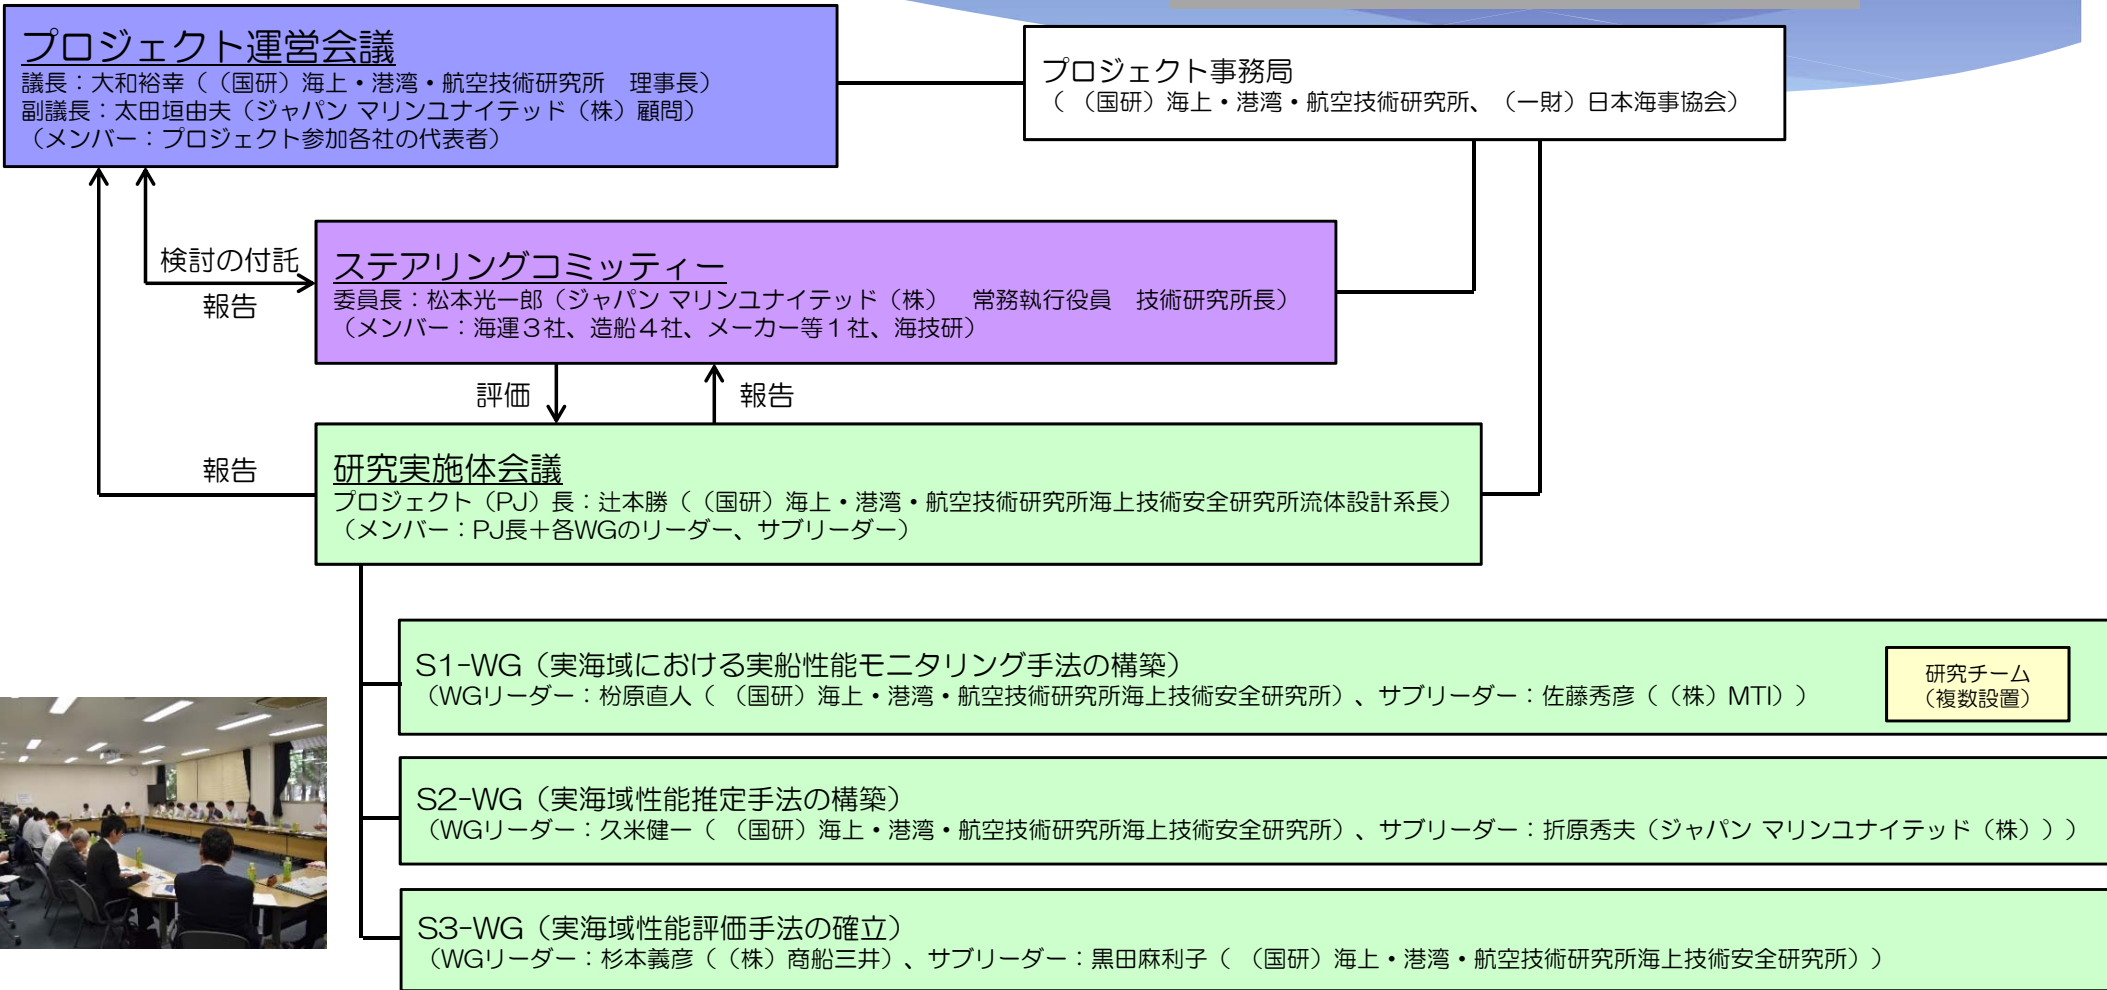 プロジェクト運営会議
議長：大和裕幸（（国研）海上・港湾・航空技術研究所　理事長）
副議長：太田垣由夫（ジャパン マリンユナイテッド（株）顧問）
（メンバー：プロジェクト参加各社の代表者）
プロジェクト事務局
（ （国研）海上・港湾・航空技術研究所、（一財）日本海事協会）
検討の付託
報告
ステアリングコミッティー
委員長：松本光一郎（ジャパン マリンユナイテッド（株）　常務執行役員　技術研究所長）
（メンバー：海運３社、造船４社、メーカー等１社、海技研）
評価
報告
報告
研究実施体会議
プロジェクト（PJ）長：辻本勝（（国研）海上・港湾・航空技術研究所海上技術安全研究所流体設計系長）
（メンバー：PJ長＋各WGのリーダー、サブリーダー）
S1-WG（実海域における実船性能モニタリング手法の構築）
（WGリーダー：枌原直人（ （国研）海上・港湾・航空技術研究所海上技術安全研究所）、サブリーダー：佐藤秀彦（（株）MTI））
研究チーム
（複数設置）
S2-WG（実海域性能推定手法の構築）
（WGリーダー：久米健一（ （国研）海上・港湾・航空技術研究所海上技術安全研究所）、サブリーダー：折原秀夫（ジャパン マリンユナイテッド（株）））
S3-WG（実海域性能評価手法の確立）
（WGリーダー：杉本義彦（（株）商船三井）、サブリーダー：黒田麻利子（ （国研）海上・港湾・航空技術研究所海上技術安全研究所））